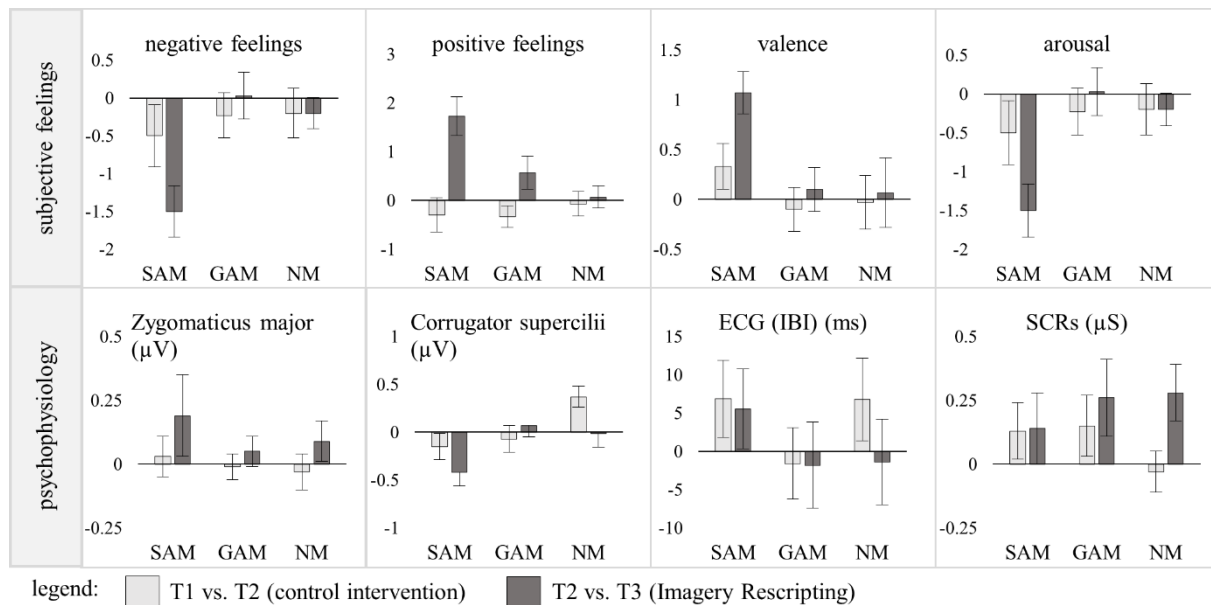 subjective feelings
negative feelings
0.5
0
-0.5
-1
-1.5
-2
SAM GAM NM
positive feelings
3
2
1
0
-1
SAM GAM NM
valence
1.5
1
0.5
0
-0.5
SAM GAM NM
arousal
0.5
0
-0.5
-1
-1.5
-2
SAM GAM NM
psychophysiology
Zygomaticus major
(µV)
0.5
0.25
0
-0.25
SAM GAM NM
Corrugator supercilii
(µV)
1
0.5
0
-0.5
-1
SAM GAM NM
ECG (IBI) (ms)
15
10
5
0
-5
-10
SAM GAM NM
SCRs (µS)
0.5
0.25
0
-0.25
SAM GAM NM
legend: T1 vs. T2 (control intervention) T2 vs. T3 (Imagery Rescripting)